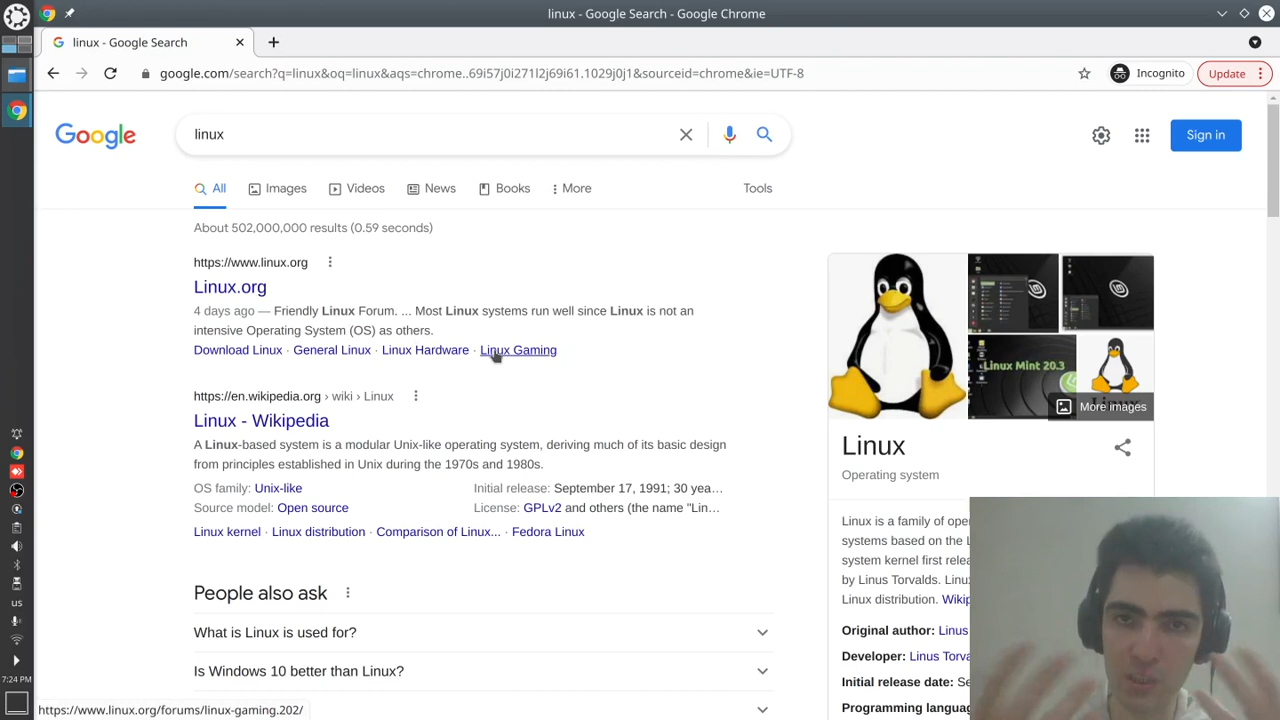 linux - Google Search - Google Chrome
linux - Google Search
google.com/search?q=linux&oq=linux&aqs=chrome..69i57j0i271l2j69i61.1029j0j1&sourceid=chrome&ie=UTF-8
Incognito
Update
Google
linux
Sign in
All
Images
Videos
News
Books
More
Tools
About 502,000,000 results (0.59 seconds)
https://www.linux.org
Linux.org
4 days ago — Friendly Linux Forum. ... Most Linux systems run well since Linux is not an
intensive Operating System (OS) as others.
Download Linux · General Linux · Linux Hardware · Linux Gaming
https://en.wikipedia.org › wiki › Linux
Linux - Wikipedia
A Linux-based system is a modular Unix-like operating system, deriving much of its basic design
from principles established in Unix during the 1970s and 1980s.
OS family: Unix-like
Initial release: September 17, 1991; 30 yea…
Source model: Open source
License: GPLv2 and others (the name "Lin…
Linux kernel · Linux distribution · Comparison of Linux... · Fedora Linux
People also ask
What is Linux is used for?
Is Windows 10 better than Linux?
Linux Mint 20.3
More images
Linux
Operating system
Linux is a family of
systems based on the
system kernel first
by Linus Torvalds.
Linux distribution.
Original author: Linus
Developer: Linus
Initial release date:
Programming
us
7:24 PM
https://www.linux.org/forums/linux-gaming.202/